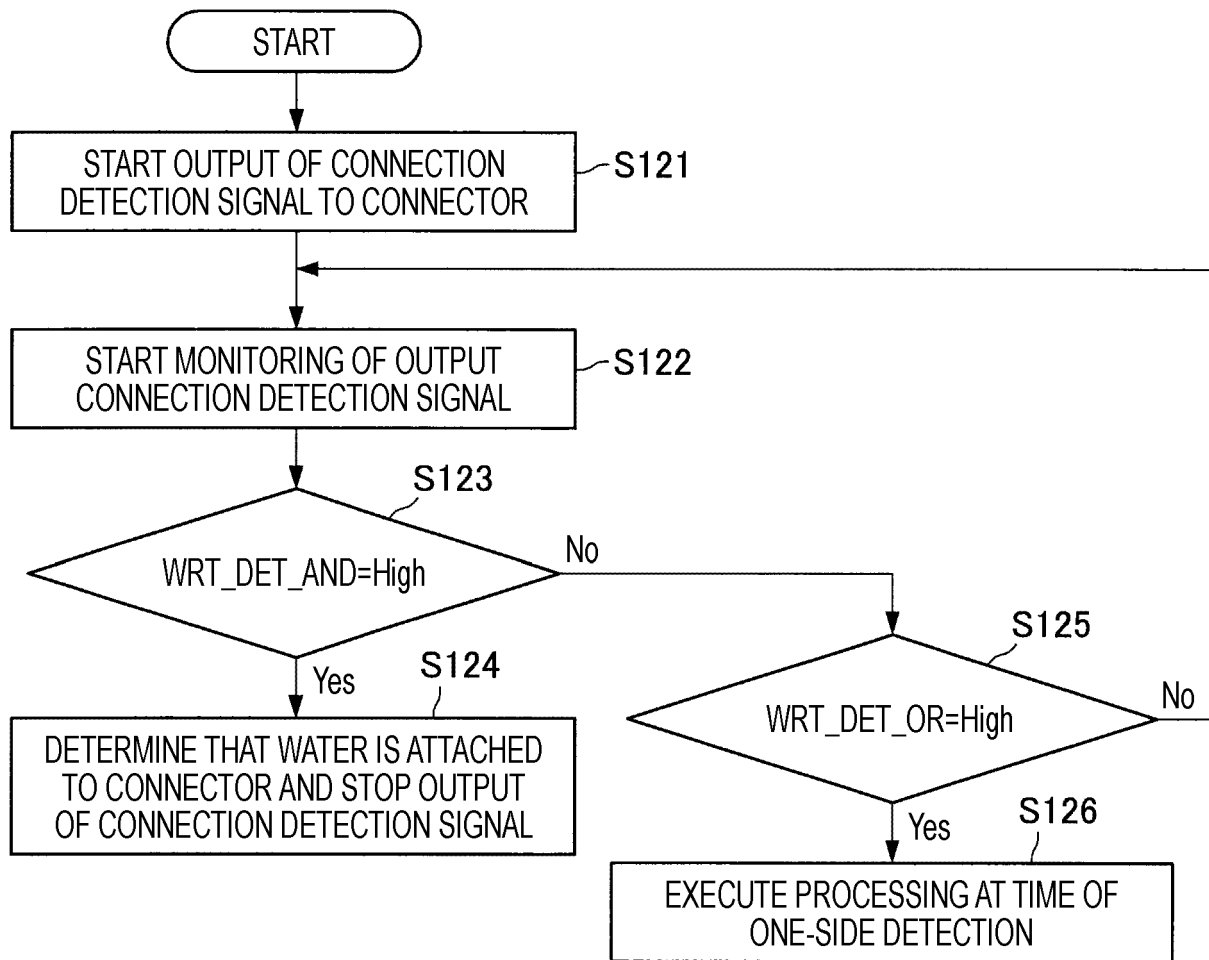 START
START OUTPUT OF CONNECTION
DETECTION SIGNAL TO CONNECTOR
S121
START MONITORING OF OUTPUT
CONNECTION DETECTION SIGNAL
S122
S123
WRT_DET_AND=High
No
Yes
S124
DETERMINE THAT WATER IS ATTACHED
TO CONNECTOR AND STOP OUTPUT
OF CONNECTION DETECTION SIGNAL
S125
WRT_DET_OR=High
No
Yes
S126
EXECUTE PROCESSING AT TIME OF
ONE-SIDE DETECTION